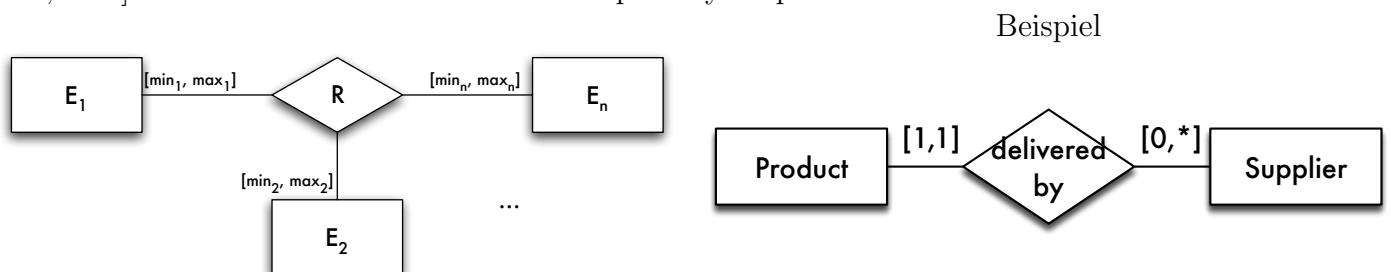 Beispiel
E1 [min1, max1] R [minn, maxn] En
[min2, max2]
E2
...
Product [1,1] delivered by [0,*] Supplier